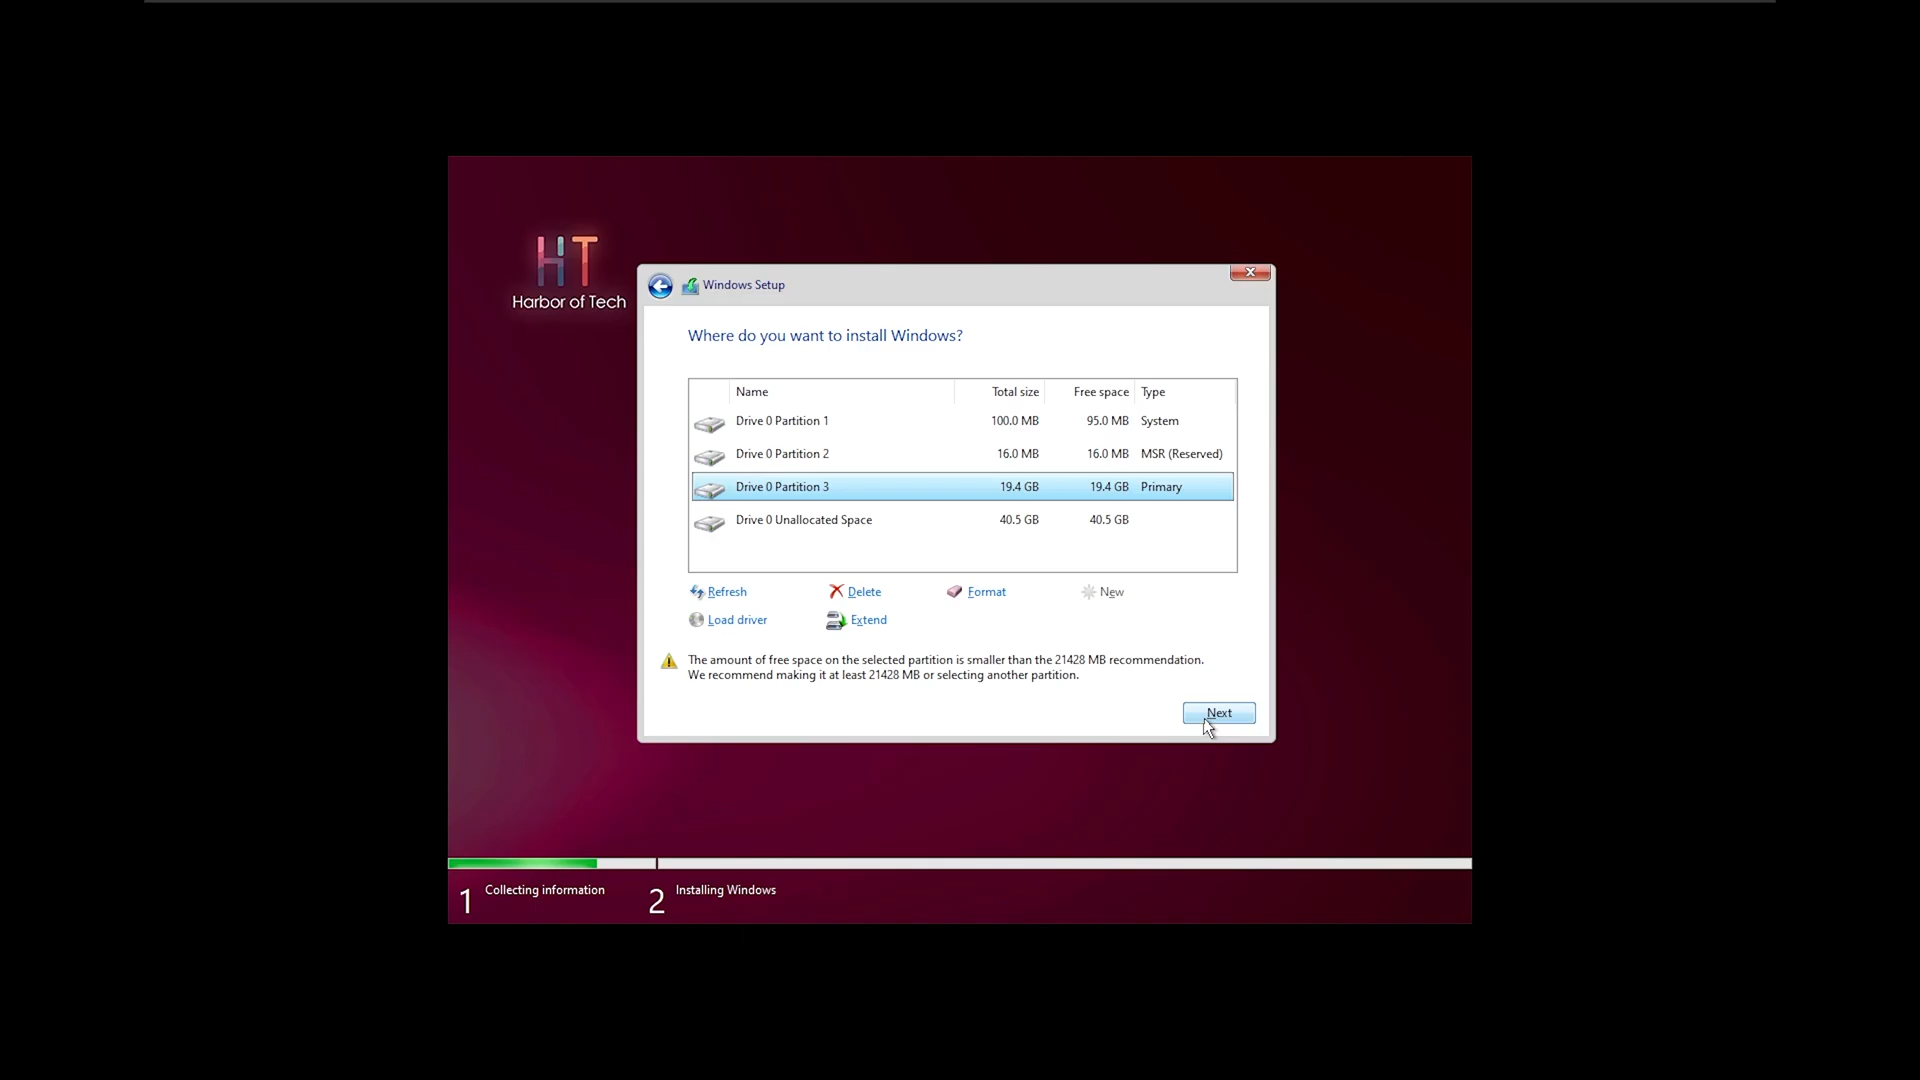 HT
Harbor of Tech
Windows Setup
Where do you want to install Windows?
Name Total size Free space Type
Drive 0 Partition 1 100.0 MB 95.0 MB System
Drive 0 Partition 2 16.0 MB 16.0 MB MSR (Reserved)
Drive 0 Partition 3 19.4 GB 19.4 GB Primary
Drive 0 Unallocated Space 40.5 GB 40.5 GB
Refresh Delete Format New
Load driver Extend
The amount of free space on the selected partition is smaller than the 21428 MB recommendation.
We recommend making it at least 21428 MB or selecting another partition.
Next
1 Collecting information 2 Installing Windows